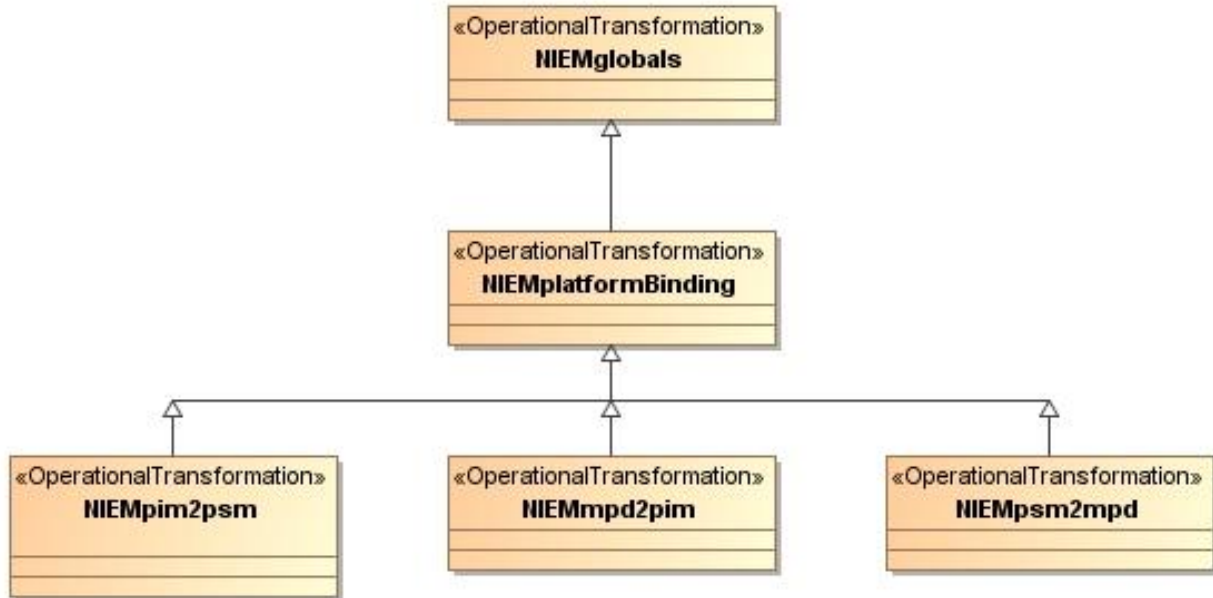 «OperationalTransformation»
NIEMglobals
«OperationalTransformation»
NIEMplatformBinding
«OperationalTransformation»
NIEMpim2psm
«OperationalTransformation»
NIEMmpd2pim
«OperationalTransformation»
NIEMpsm2mpd